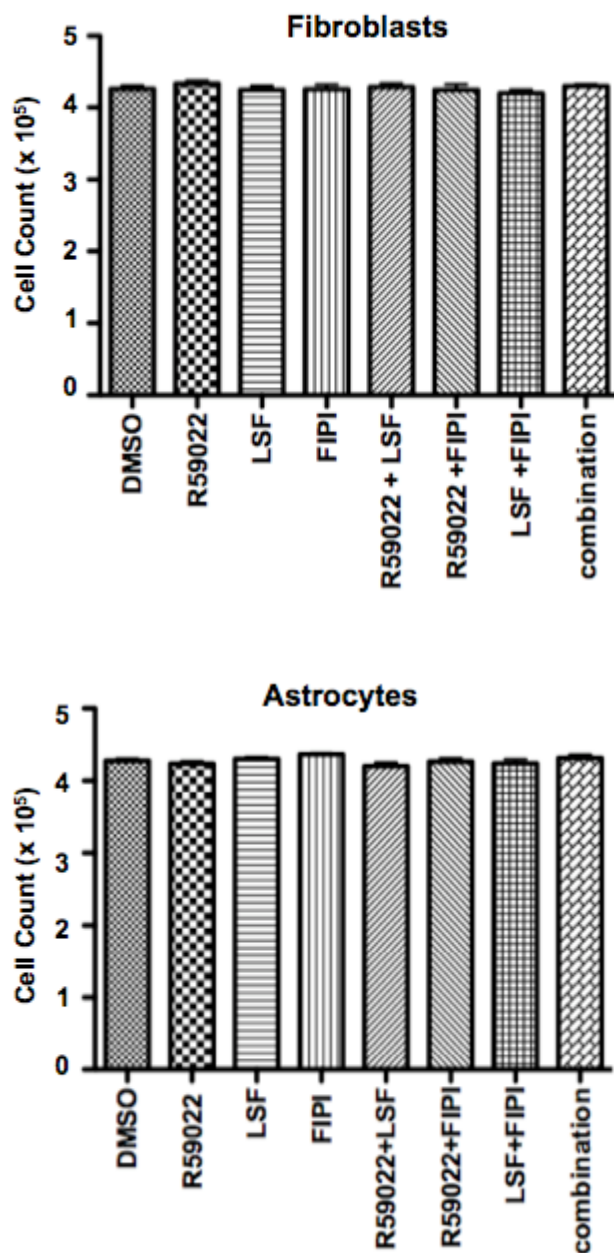 Fibroblasts
Cell Count (x 10⁵)
5
4
3
2
1
0
DMSO
R59022
LSF
FIPI
R59022 + LSF
R59022 +FIPI
LSF +FIPI
combination
Astrocytes
Cell Count (x 10⁵)
5
4
3
2
1
0
DMSO
R59022
LSF
FIPI
R59022+LSF
R59022+FIPI
LSF+FIPI
combination